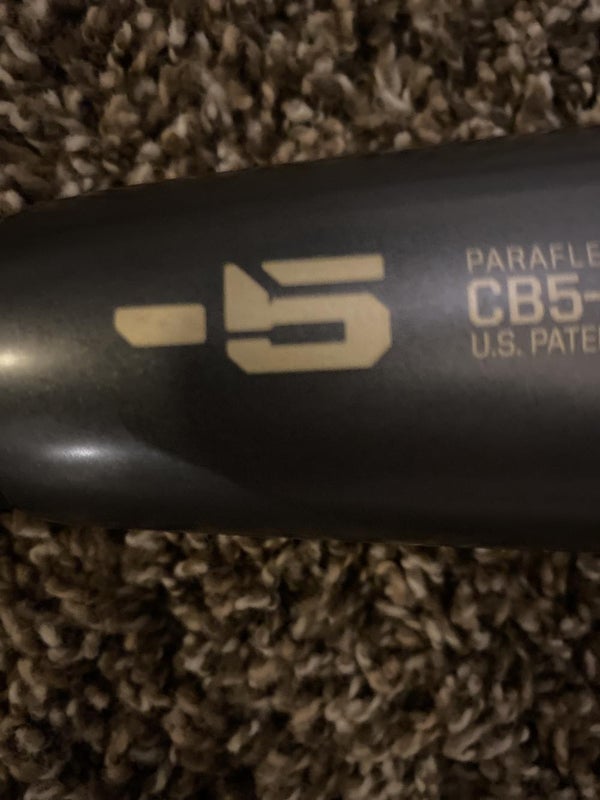 -5
PARAFLE
CB5-
U.S. PATE